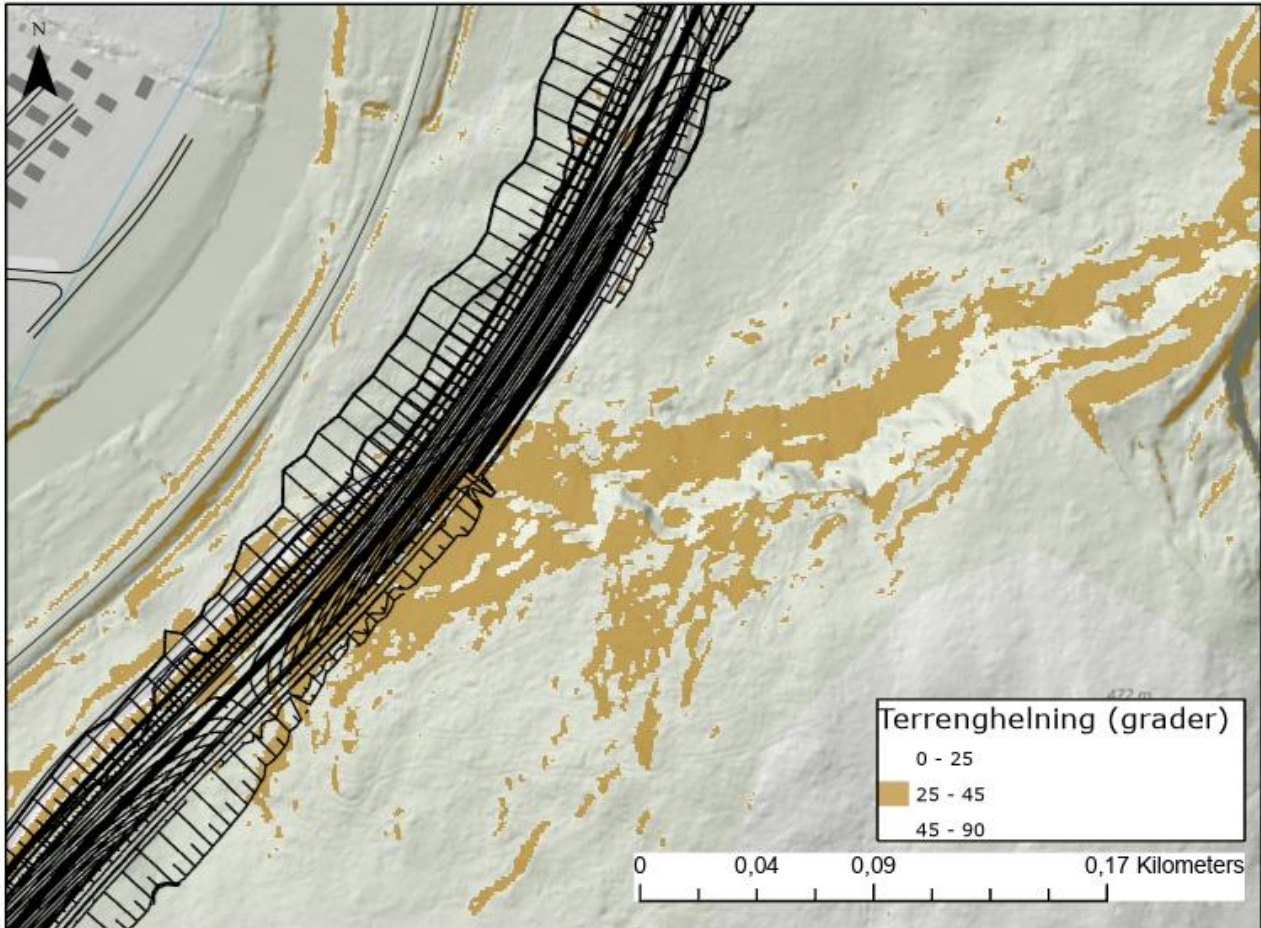 N
472 m
Terrenghelning (grader)
0 - 25
25 - 45
45 - 90
0 0,04 0,09 0,17 Kilometers